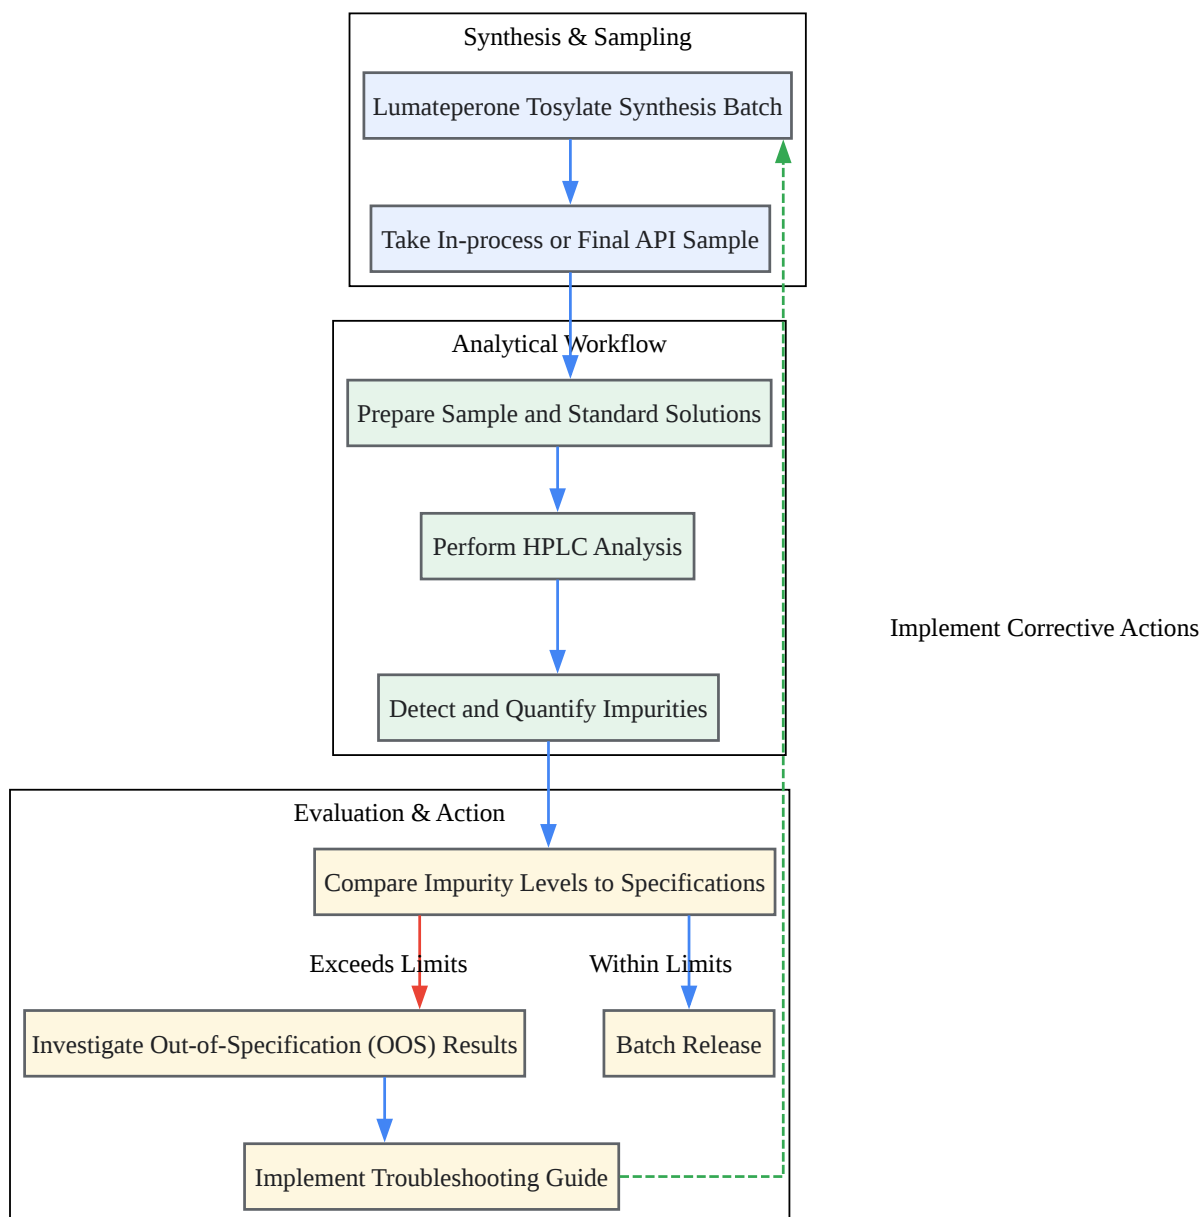 Synthesis & Sampling
Lumateperone Tosylate Synthesis Batch
Take In-process or Final API Sample
Analytical Workflow
Prepare Sample and Standard Solutions
Perform HPLC Analysis
Implement Corrective Actions
Detect and Quantify Impurities
Evaluation & Action
Compare Impurity Levels to Specifications
Exceeds Limits
Within Limits
Investigate Out-of-Specification (OOS) Results
Batch Release
Implement Troubleshooting Guide